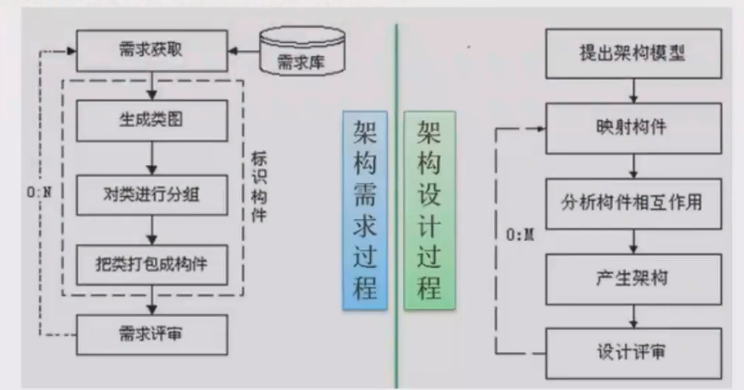 需求获取
需求库
生成类图
对类进行分组
把类打包成构件
标识构件
O:N
需求评审
架构需求过程
架构设计过程
提出架构模型
映射构件
分析构件相互作用
O:M
产生架构
设计评审